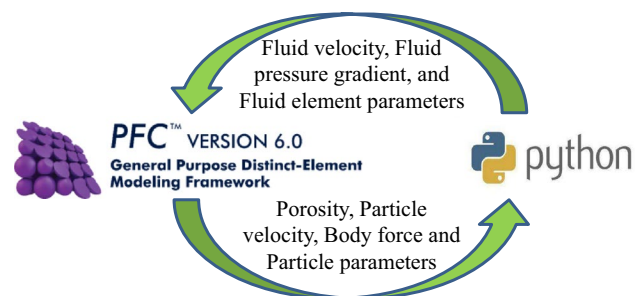 Fluid velocity, Fluid
pressure gradient, and
Fluid element parameters
PFC™ VERSION 6.0
General Purpose Distinct-Element
Modeling Framework
python
Porosity, Particle
velocity, Body force and
Particle parameters